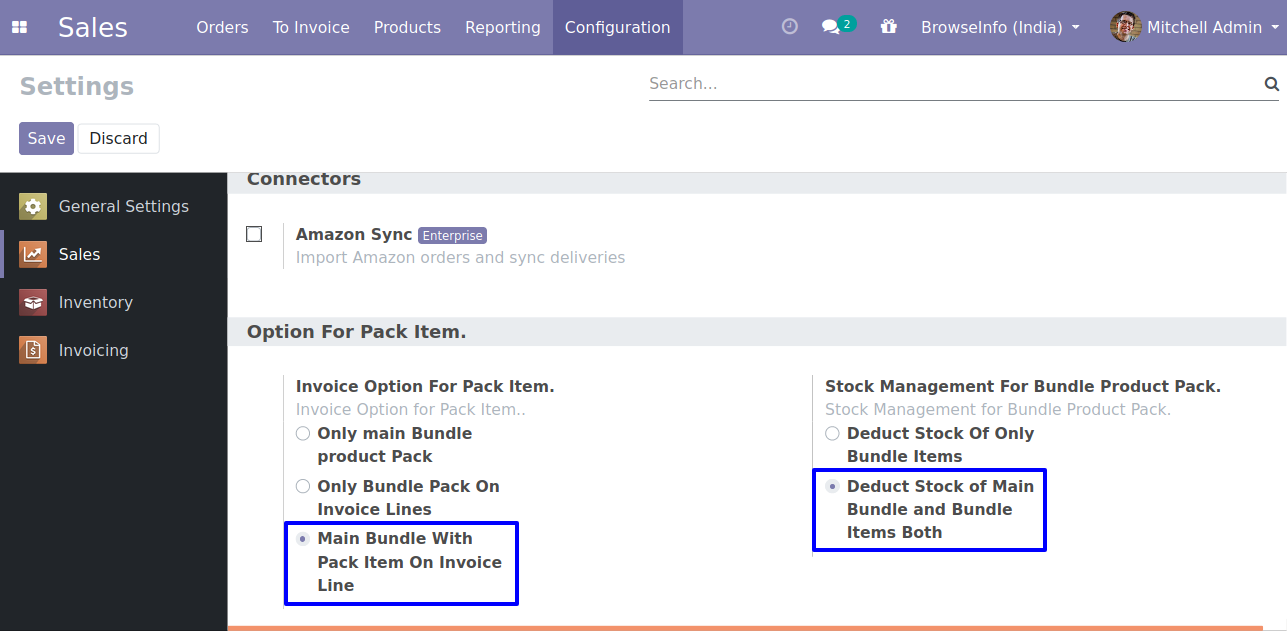 Sales Orders To Invoice Products Reporting Configuration 2 BrowseInfo (India) Mitchell Admin
Settings
Search...
Save Discard
General Settings
Sales
Inventory
Invoicing
Connectors
Amazon Sync Enterprise
Import Amazon orders and sync deliveries
Option For Pack Item.
Invoice Option For Pack Item.
Invoice Option for Pack Item..
Only main Bundle
product Pack
Only Bundle Pack On
Invoice Lines
Main Bundle With
Pack Item On Invoice
Line
Stock Management For Bundle Product Pack.
Stock Management for Bundle Product Pack.
Deduct Stock Of Only
Bundle Items
Deduct Stock of Main
Bundle and Bundle
Items Both